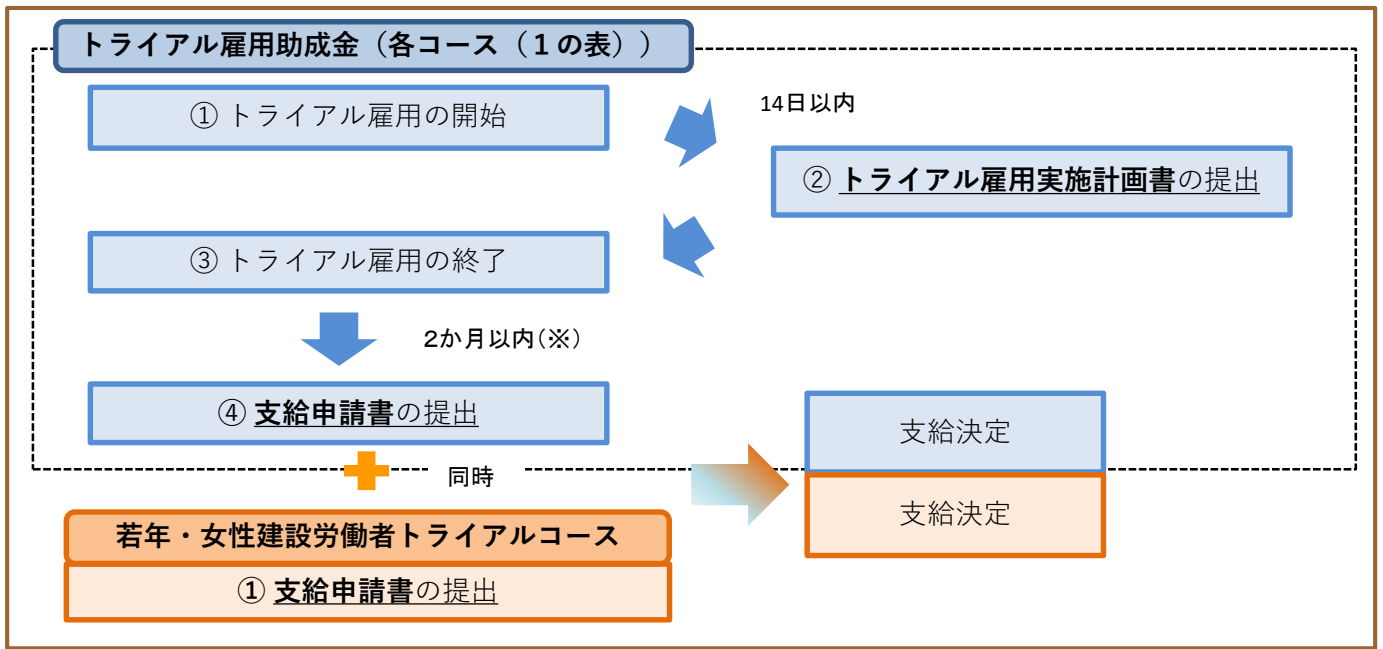 トライアル雇用助成金（各コース（１の表））
① トライアル雇用の開始
14日以内
② トライアル雇用実施計画書の提出
③ トライアル雇用の終了
2か月以内(※)
④ 支給申請書の提出
支給決定
同時
支給決定
若年・女性建設労働者トライアルコース
① 支給申請書の提出